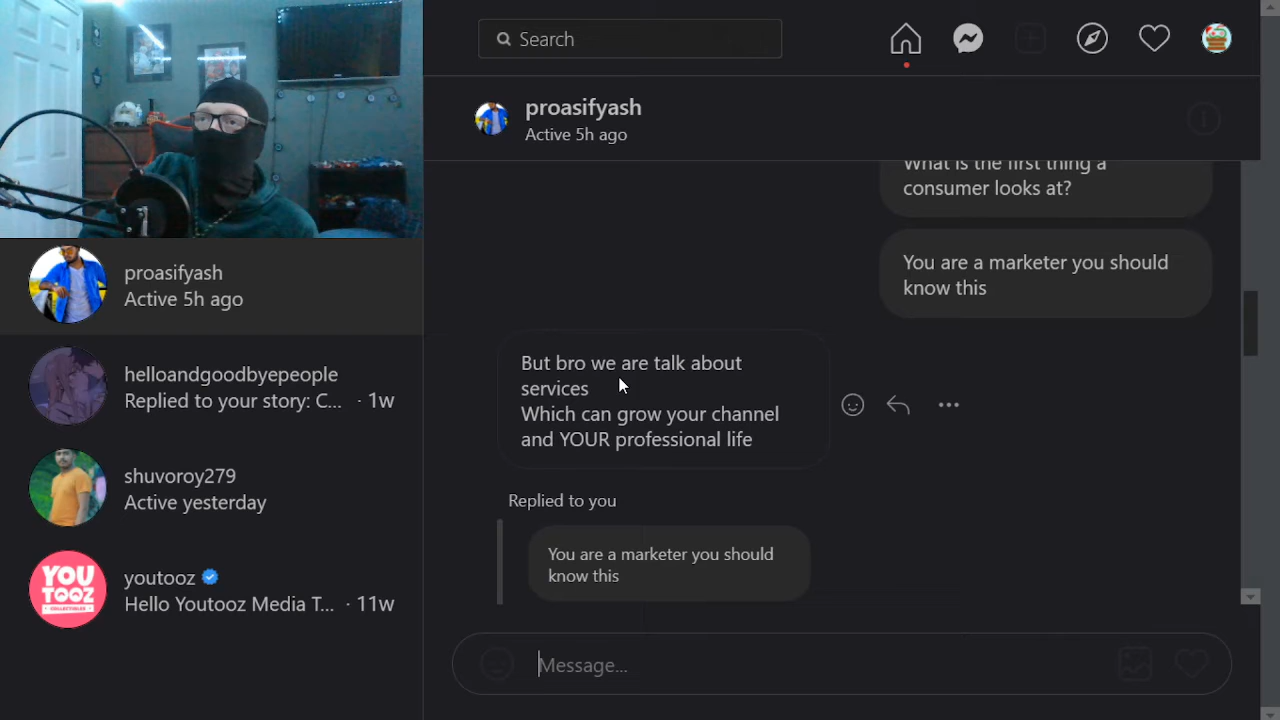 Search
proasifyash
Active 5h ago
What is the first thing a
consumer looks at?
You are a marketer you should
know this
But bro we are talk about
services
Which can grow your channel
and YOUR professional life
Replied to you
You are a marketer you should
know this
Message...
proasifyash
Active 5h ago
helloandgoodbyepeople
Replied to your story: C... · 1w
shuvoroy279
Active yesterday
YOU
TOOZ
youtooz
Hello Youtooz Media T... · 11w